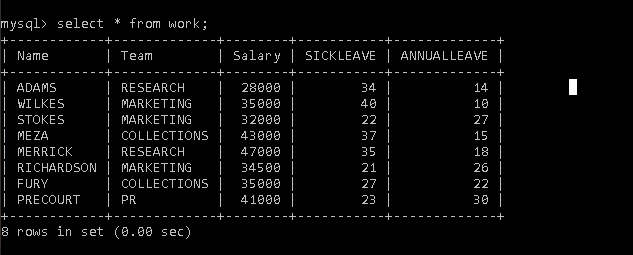 mysql> select * from work;
+------------+-------------+--------+-----------+-------------+
| Name       | Team        | Salary | SICKLEAVE | ANNUALLEAVE |
+------------+-------------+--------+-----------+-------------+
| ADAMS      | RESEARCH    |  28000 |        34 |          14 |
| WILKES     | MARKETING   |  35000 |        40 |          10 |
| STOKES     | MARKETING   |  32000 |        22 |          27 |
| MEZA       | COLLECTIONS |  43000 |        37 |          15 |
| MERRICK    | RESEARCH    |  47000 |        35 |          18 |
| RICHARDSON | MARKETING   |  34500 |        21 |          26 |
| FURY       | COLLECTIONS |  35000 |        27 |          22 |
| PRECOURT   | PR          |  41000 |        23 |          30 |
+------------+-------------+--------+-----------+-------------+
8 rows in set (0.00 sec)